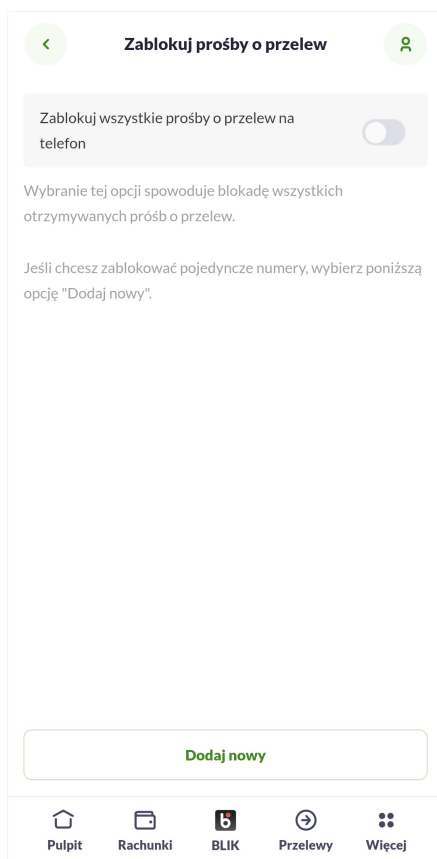 Zablokuj prośby o przelew
Zablokuj wszystkie prośby o przelew na
telefon
Wybranie tej opcji spowoduje blokadę wszystkich
otrzymywanych próśb o przelew.
Jeśli chcesz zablokować pojedyncze numery, wybierz poniższą
opcję "Dodaj nowy".
Dodaj nowy
Pulpit Rachunki BLIK Przelewy Więcej